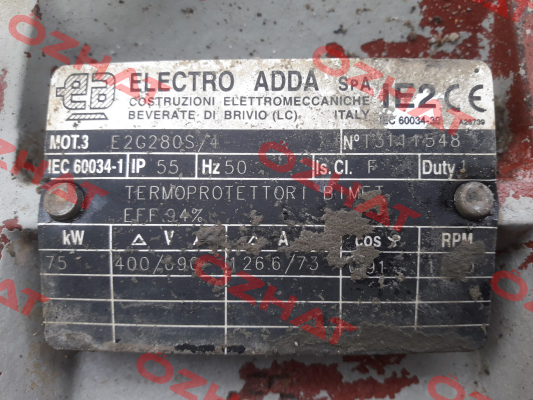 ELECTRO ADDA SpA
COSTRUZIONI ELETTROMECCANICHE
BEVERATE DI BRIVIO (LC) ITALY
IE2 CE
IEC 60034-30 A28739
MOT.3 E2G280S/4 N°
IEC 60034-1 IP 55 Hz 50 Is.Cl. F Duty
TERMOPROTETTORI BIMET
EFF 94%
kW Δ V A cos φ RPM
75 400/690 126.6/73
OZHAT